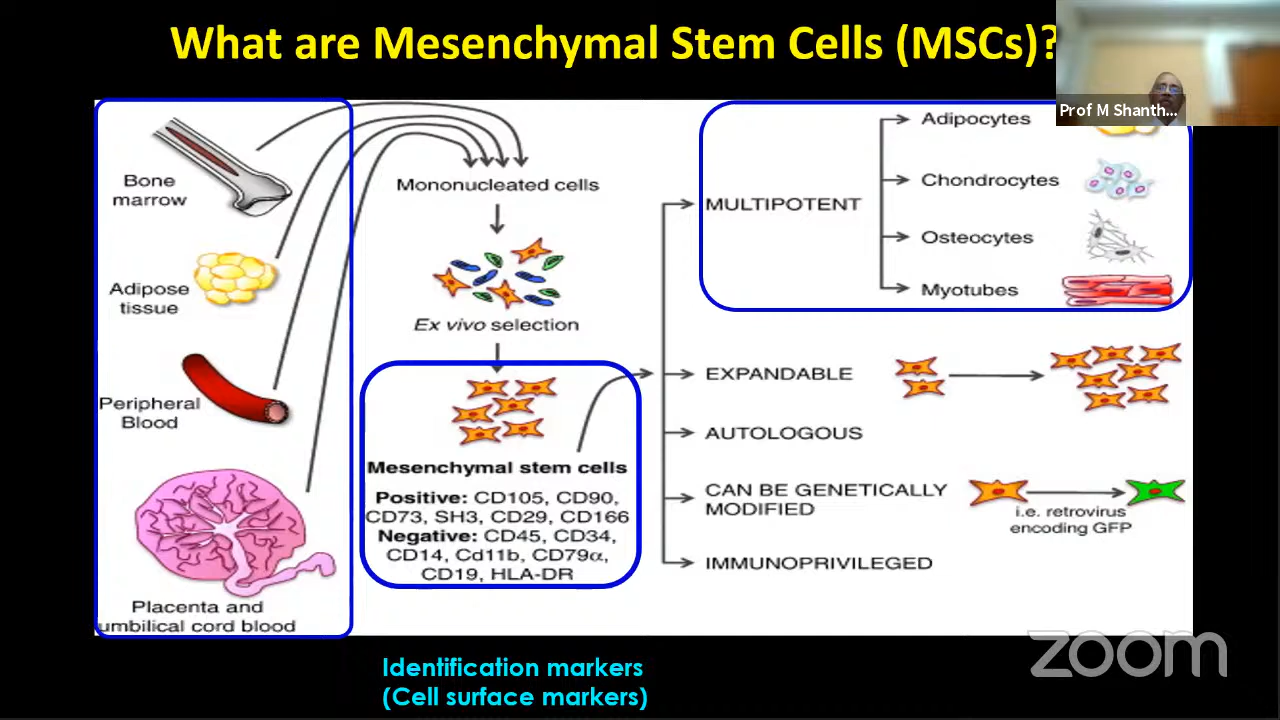 What are Mesenchymal Stem Cells (MSCs)?
Prof M Shanth...
Bone
marrow
Adipose
tissue
Peripheral
Blood
Placenta and
umbilical cord blood
Mononucleated cells
Ex vivo selection
Mesenchymal stem cells
Positive: CD105, CD90,
CD73, SH3, CD29, CD166
Negative: CD45, CD34,
CD14, Cd11b, CD79α,
CD19, HLA-DR
MULTIPOTENT
Adipocytes
Chondrocytes
Osteocytes
Myotubes
EXPANDABLE
AUTOLOGOUS
CAN BE GENETICALLY
MODIFIED
i.e. retrovirus
encoding GFP
IMMUNOPRIVILEGED
Identification markers
(Cell surface markers)
zoom